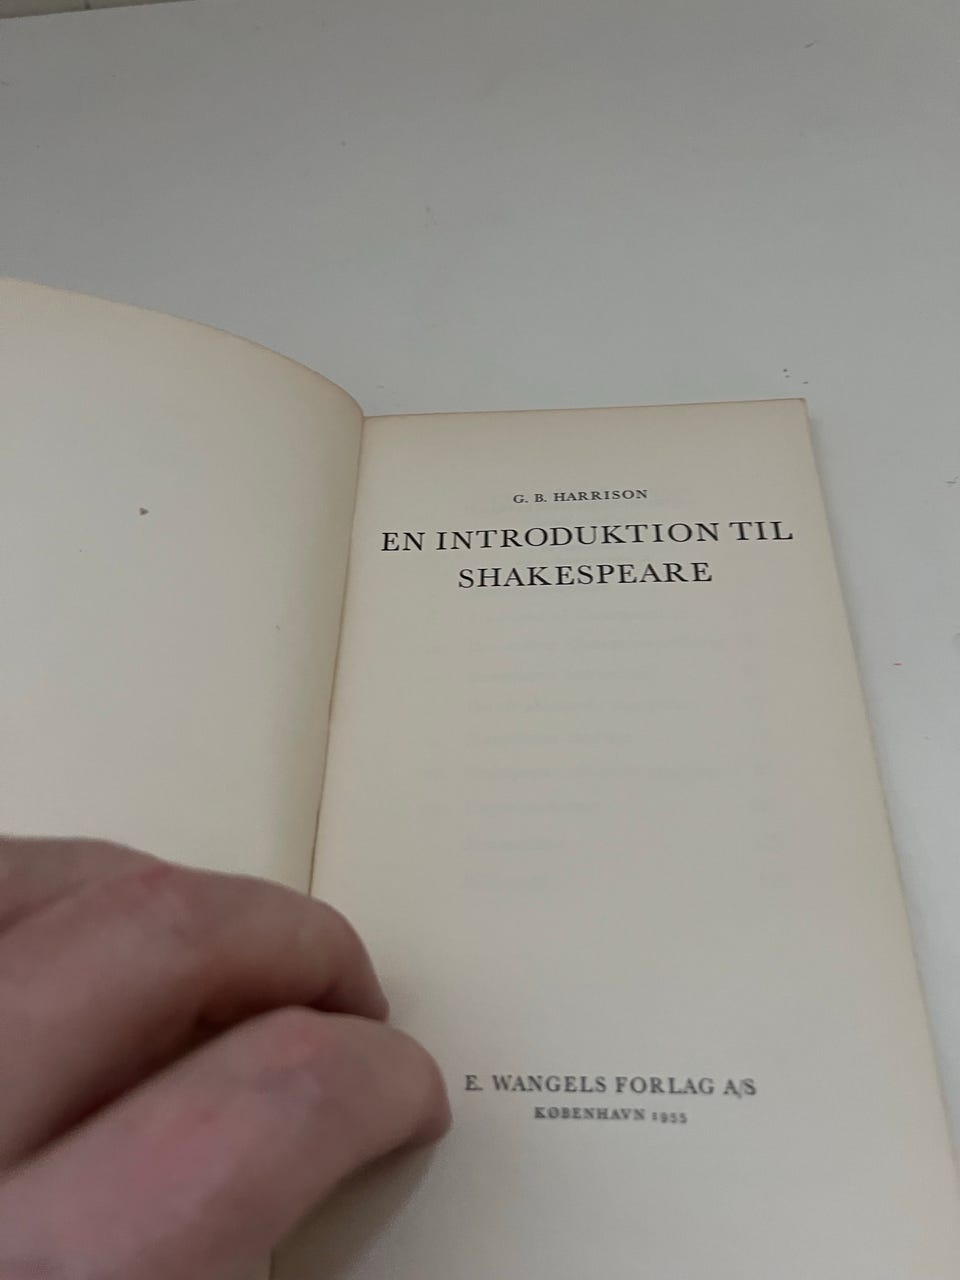 G. B. HARRISON
EN INTRODUKTION TIL
SHAKESPEARE
E. WANGELS FORLAG A/S
KØBENHAVN 1955